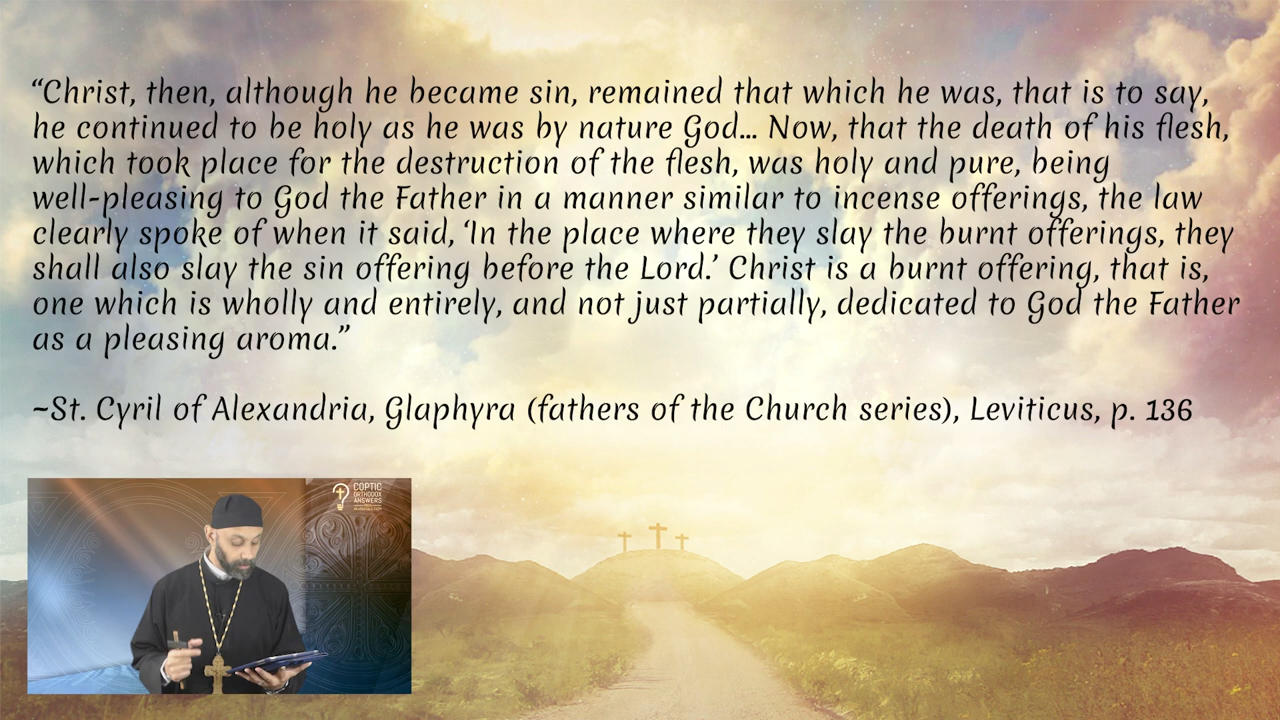 “Christ, then, although he became sin, remained that which he was, that is to say,
he continued to be holy as he was by nature God... Now, that the death of his flesh,
which took place for the destruction of the flesh, was holy and pure, being
well-pleasing to God the Father in a manner similar to incense offerings, the law
clearly spoke of when it said, ‘In the place where they slay the burnt offerings, they
shall also slay the sin offering before the Lord.’ Christ is a burnt offering, that is,
one which is wholly and entirely, and not just partially, dedicated to God the Father
as a pleasing aroma.”
~St. Cyril of Alexandria, Glaphyra (fathers of the Church series), Leviticus, p. 136
COPTIC
ORTHODOX
ANSWERS